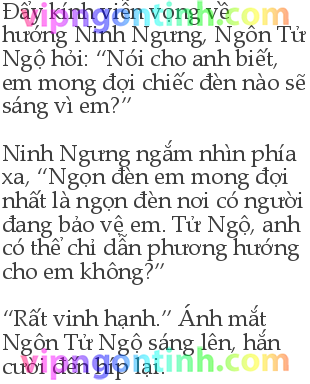 Đẩy kính viễn vọng về
vipngontinh.com
hướng Ninh Ngưng, Ngôn Tử
Ngộ hỏi: “Nói cho anh biết,
em mong đợi chiếc đèn nào sẽ
sáng vì em?”
Ninh Ngưng ngắm nhìn phía
xa, “Ngọn đèn em mong đợi
nhất là ngọn đèn nơi có người
đang bảo vệ em. Tử Ngộ, anh
có thể chỉ dẫn phương hướng
cho em không?”
“Rất vinh hạnh.” Ánh mắt
Ngôn Tử Ngộ sáng lên, hắn
cười đến híp lại.
vipngontinh.com